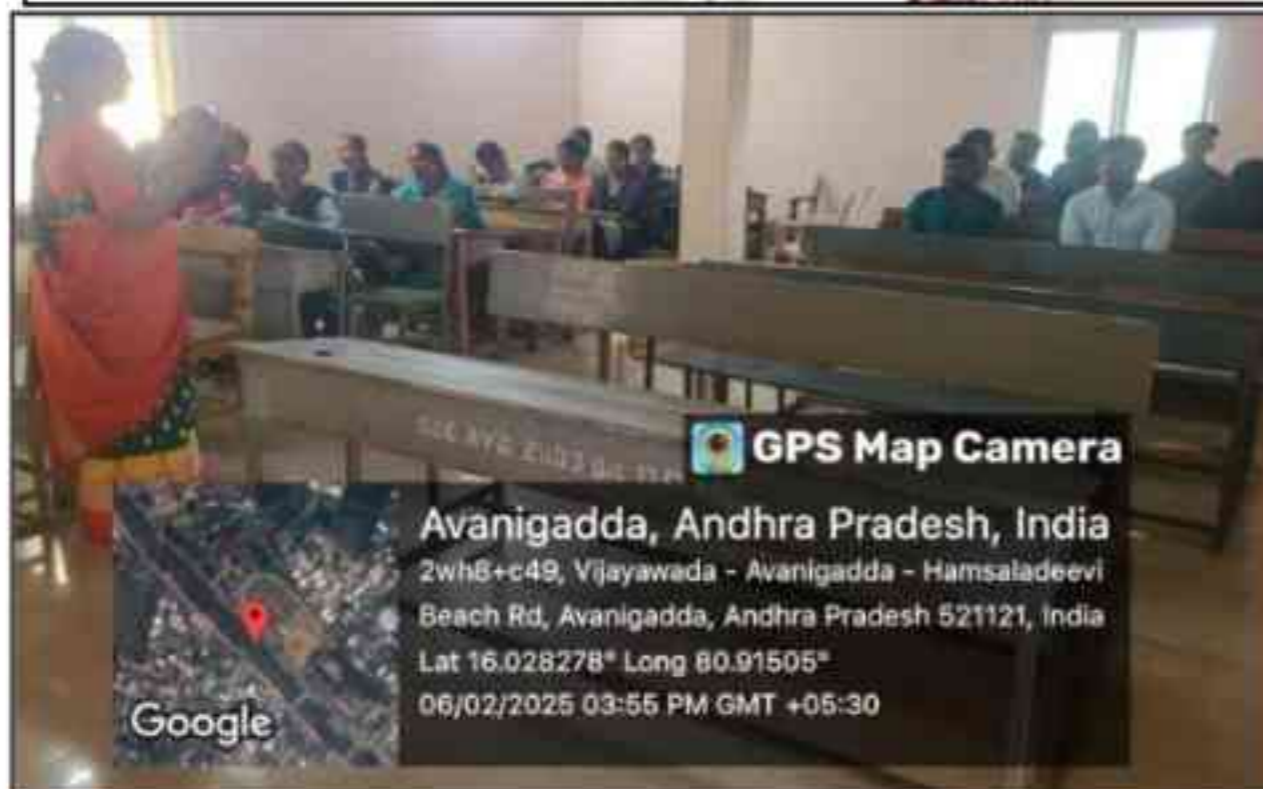 GPS Map Camera
Avanigadda, Andhra Pradesh, India
2wh8+c49, Vijayawada - Avanigadda - Hamsaladeevi
Beach Rd, Avanigadda, Andhra Pradesh 521121, India
Lat 16.028278° Long 80.91505°
06/02/2025 03:55 PM GMT +05:30
Google